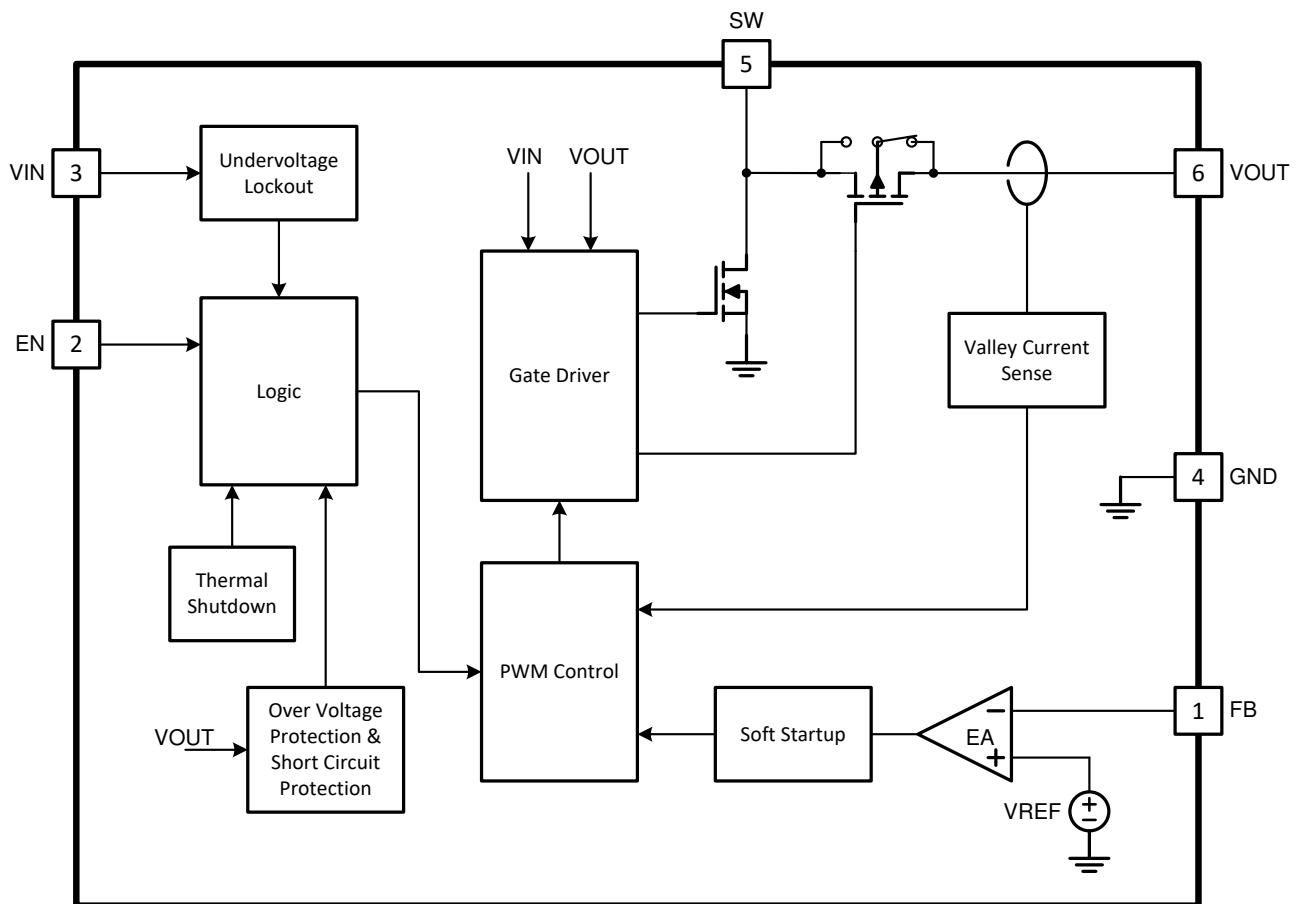 SW
5
VIN
3
Undervoltage
Lockout
VIN
VOUT
6
VOUT
EN
2
Logic
Gate Driver
Valley Current
Sense
4
GND
Thermal
Shutdown
PWM Control
Over Voltage
Protection &
Short Circuit
Protection
VOUT
Soft Startup
EA
−
+
1
FB
VREF
+
−